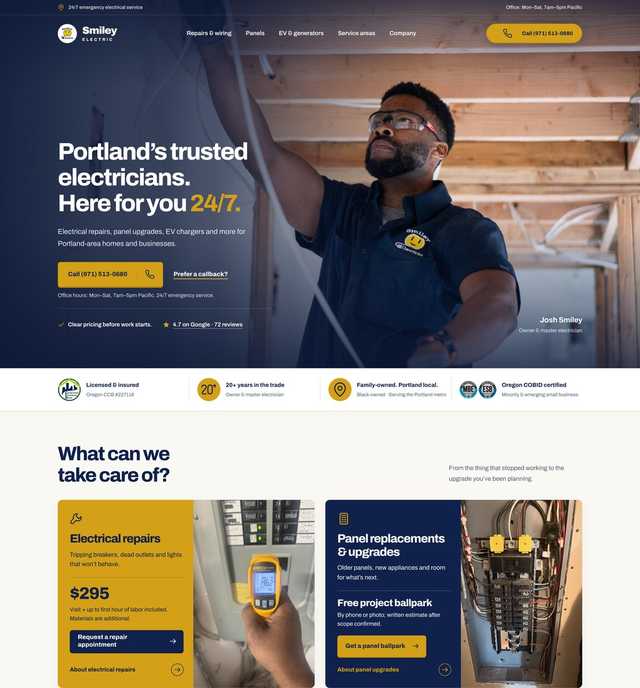 24/7 emergency electrical service
Office: Mon–Sat, 7am–5pm Pacific
Smiley
ELECTRIC
Repairs & wiring
Panels
EV & generators
Service areas
Company
Call (971) 513-0680
Portland's trusted
electricians.
Here for you 24/7.
Electrical repairs, panel upgrades, EV chargers and more for
Portland-area homes and businesses.
Call (971) 513-0680
Prefer a callback?
Office hours: Mon–Sat, 7am–5pm Pacific. 24/7 emergency service.
Clear pricing before work starts.
4.7 on Google · 72 reviews
Smiley
Josh Smiley
Owner & master electrician
Licensed & insured
Oregon CCB #227118
20+
20+ years in the trade
Owner & master electrician
Family-owned. Portland local.
Black-owned · Serving the Portland metro
MBE
ESB
Oregon COBID certified
Minority & emerging small business
What can we
take care of?
From the thing that stopped working to the
upgrade you've been planning.
Electrical repairs
Tripping breakers, dead outlets and lights
that won't behave.
$295
Visit + up to first hour of labor included.
Materials are additional.
Request a repair
appointment
About electrical repairs
Panel replacements
& upgrades
Older panels, new appliances and room
for what's next.
Free project ballpark
By phone or photo; written estimate after
scope confirmed.
Get a panel ballpark
About panel upgrades